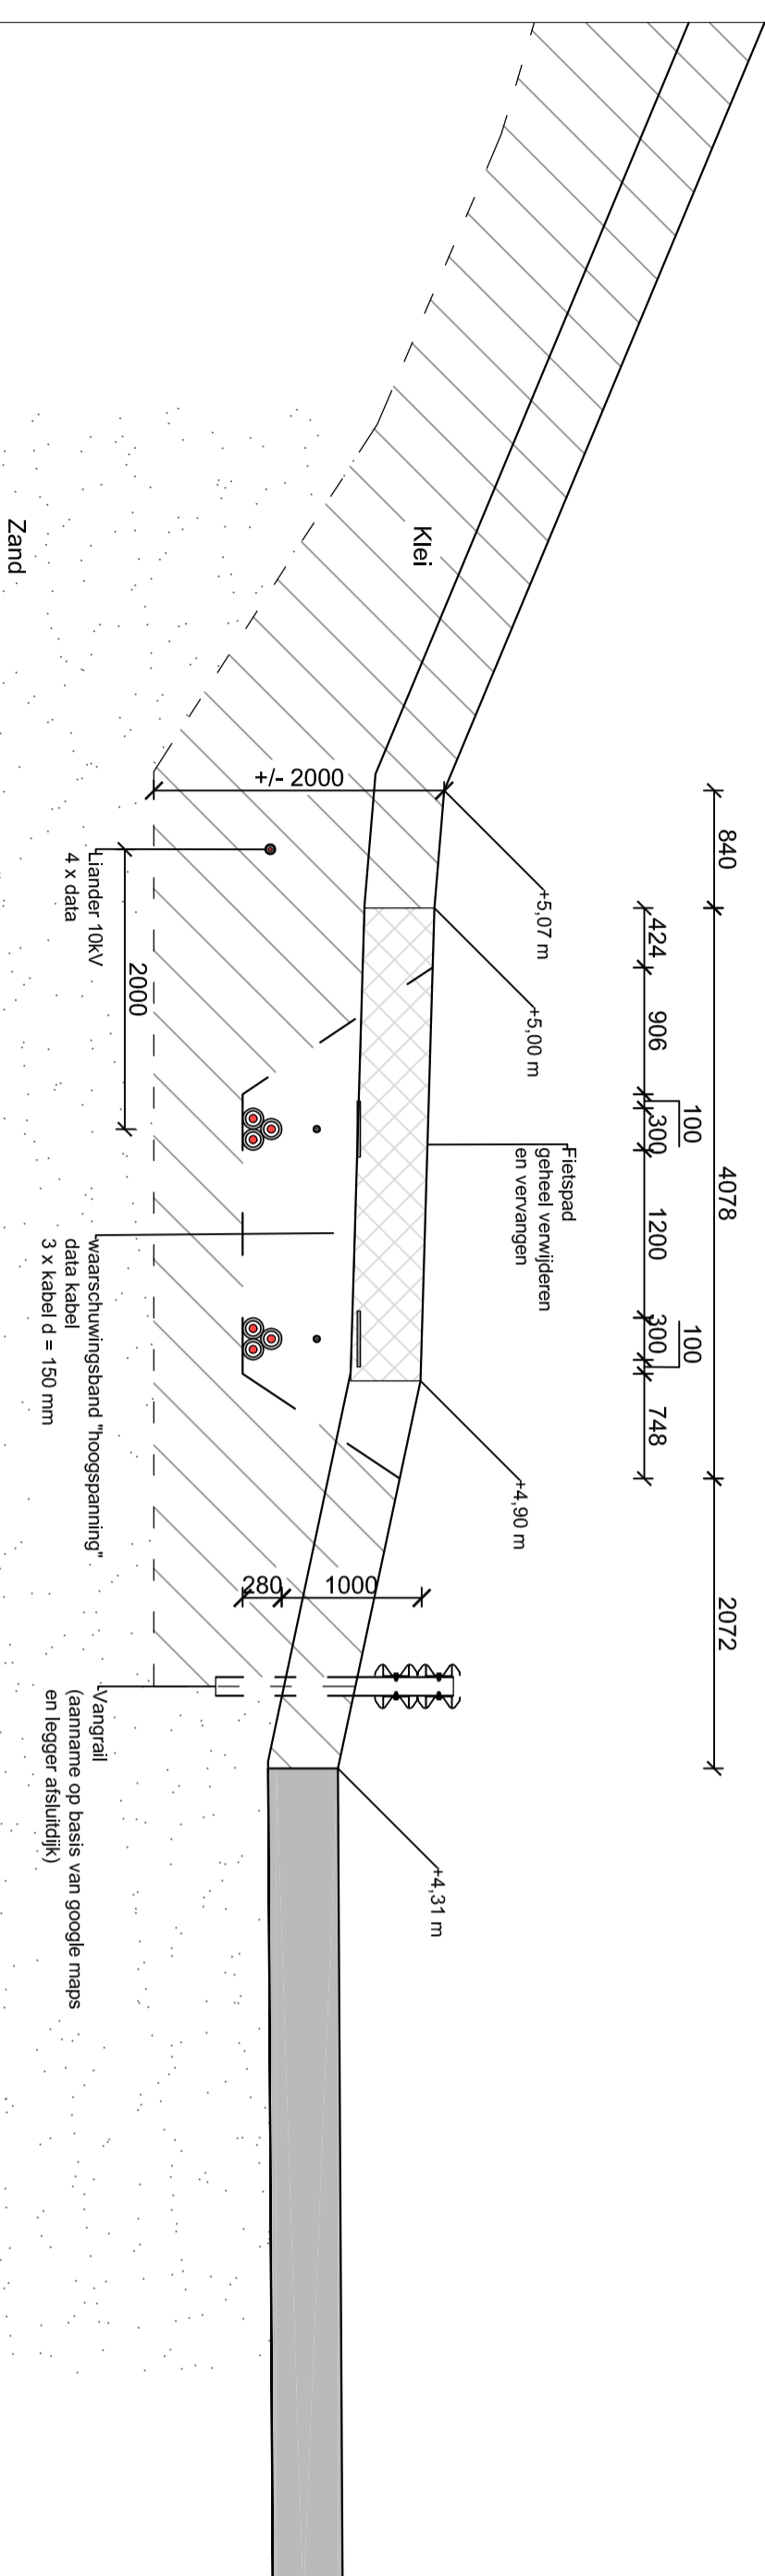 840
4078
2072
100
100
424
906
300
1200
300
748
Fietspad
geheel verwijderen
en vervangen
+5,07 m
+5,00 m
+4,90 m
+4,31 m
Klei
+/- 2000
280
1000
2000
Liander 10kV
4 x data
waarschuwingsband "hoogspanning"
data kabel
3 x kabel d = 150 mm
Vangrail
(aanname op basis van google maps
en legger afsluitdijk)
Zand